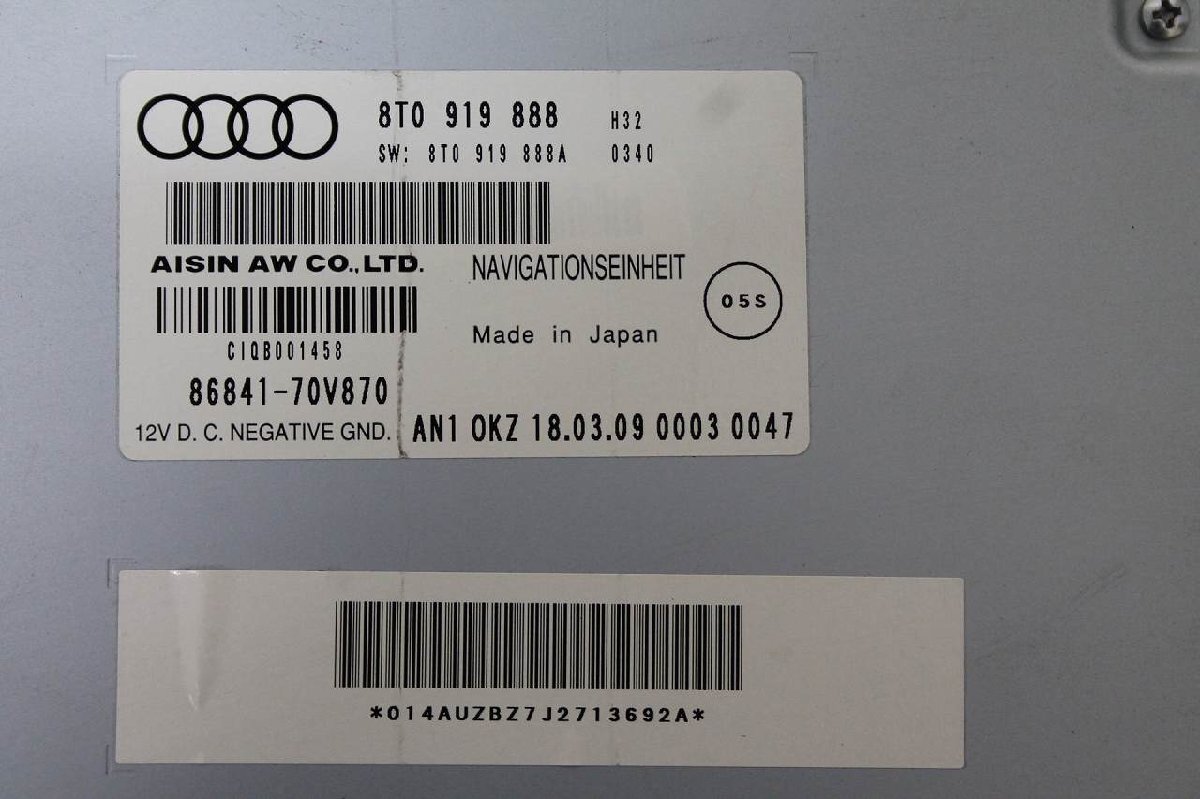 8T0 919 888 H32
SW: 8T0 919 888A 0340
AISIN AW CO.,LTD. NAVIGATIONSEINHEIT
05S
Made in Japan
CIQB001458
86841-70V870
12V D. C. NEGATIVE GND. AN1 OKZ 18.03.09 0003 0047
*014AUZBZ7J2713692A*